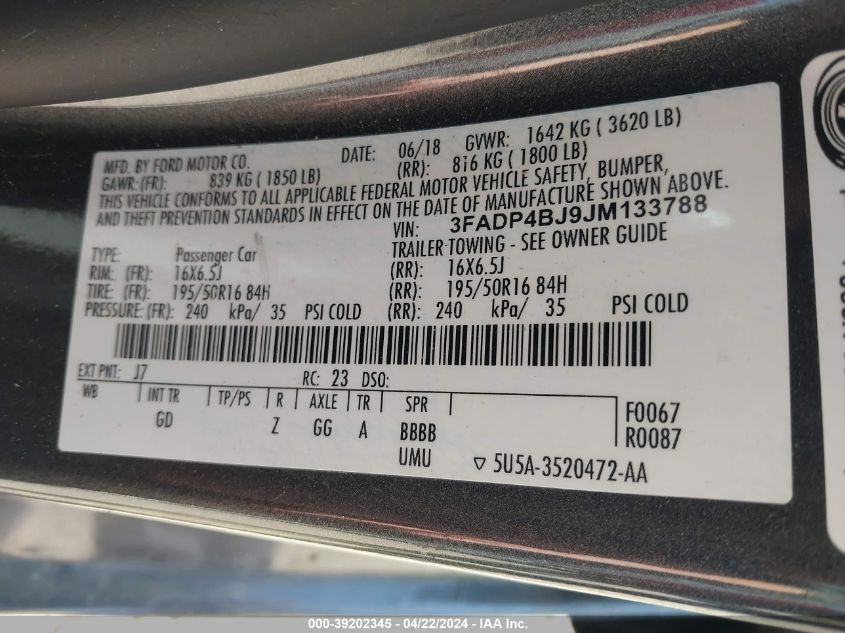 MFD. BY FORD MOTOR CO. DATE: 06/18 GVWR: 1642 KG ( 3620 LB)
GAWR: (FR): 839 KG ( 1850 LB) (RR): 816 KG ( 1800 LB)
THIS VEHICLE CONFORMS TO ALL APPLICABLE FEDERAL MOTOR VEHICLE SAFETY, BUMPER,
AND THEFT PREVENTION STANDARDS IN EFFECT ON THE DATE OF MANUFACTURE SHOWN ABOVE.
VIN: 3FADP4BJ9JM133788
TYPE: Passenger Car TRAILER TOWING - SEE OWNER GUIDE
RIM: (FR): 16X6.5J (RR): 16X6.5J
TIRE: (FR): 195/50R16 84H (RR): 195/50R16 84H
PRESSURE: (FR): 240 kPa/ 35 PSI COLD (RR): 240 kPa/ 35 PSI COLD
EXT PNT: J7 RC: 23 DSO:
WB INT TR TP/PS R AXLE TR SPR
GD Z GG A BBBB
UMU
F0067
R0087
5U5A-3520472-AA
000-39202345 | 04/22/2024 - IAA Inc.